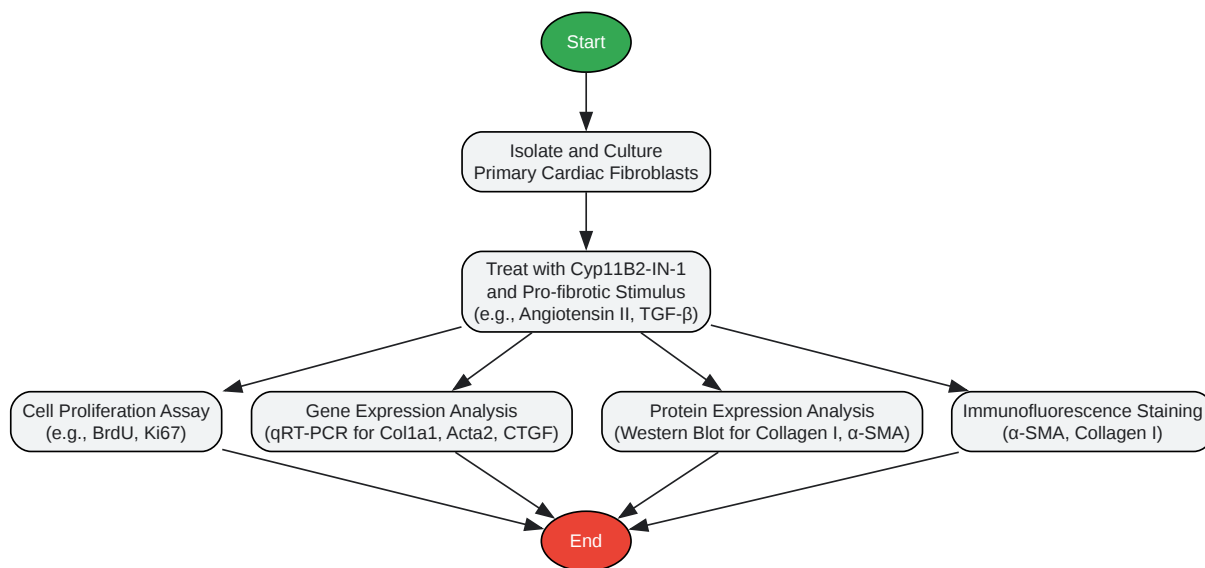 Start
Isolate and Culture
Primary Cardiac Fibroblasts
Treat with Cyp11B2-IN-1
and Pro-fibrotic Stimulus
(e.g., Angiotensin II, TGF-β)
Cell Proliferation Assay
(e.g., BrdU, Ki67)
Gene Expression Analysis
(qRT-PCR for Col1a1, Acta2, CTGF)
Protein Expression Analysis
(Western Blot for Collagen I, α-SMA)
Immunofluorescence Staining
(α-SMA, Collagen I)
End